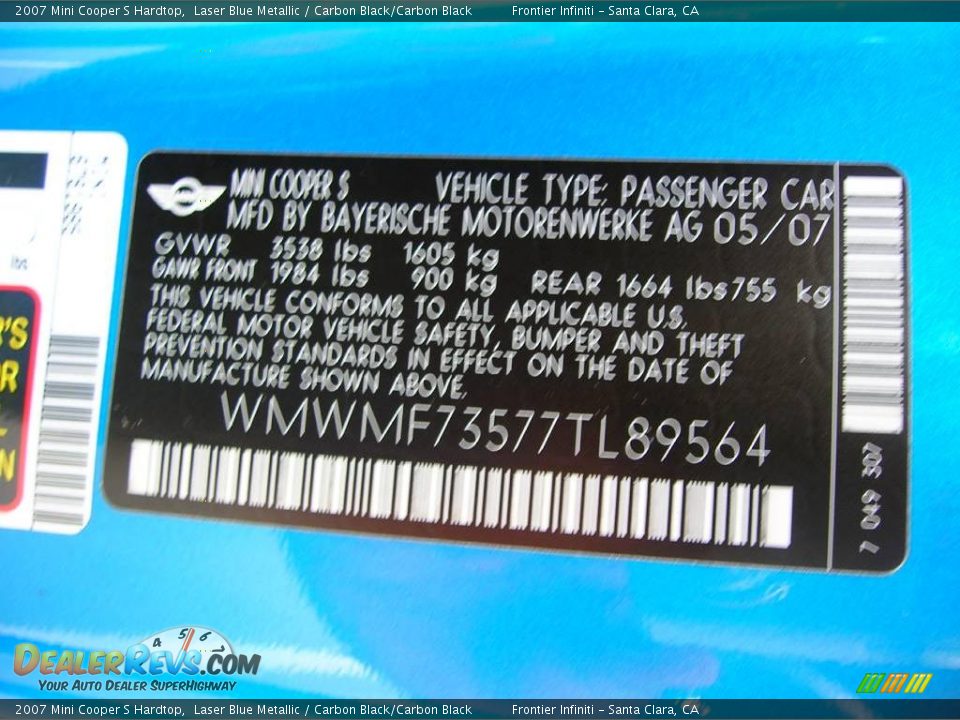 2007 Mini Cooper S Hardtop, Laser Blue Metallic / Carbon Black/Carbon Black Frontier Infiniti - Santa Clara, CA
MINI COOPER S VEHICLE TYPE: PASSENGER CAR
MFD BY BAYERISCHE MOTORENWERKE AG 05/07
GVWR 3538 lbs 1605 kg
GAWR FRONT 1984 lbs 900 kg REAR 1664 lbs 755 kg
THIS VEHICLE CONFORMS TO ALL APPLICABLE U.S.
FEDERAL MOTOR VEHICLE SAFETY, BUMPER AND THEFT
PREVENTION STANDARDS IN EFFECT ON THE DATE OF
MANUFACTURE SHOWN ABOVE.
WMWMF73577TL89564
lbs
4 5 6
DEALERREVS.COM
YOUR AUTO DEALER SUPERHIGHWAY
2007 Mini Cooper S Hardtop, Laser Blue Metallic / Carbon Black/Carbon Black Frontier Infiniti - Santa Clara, CA